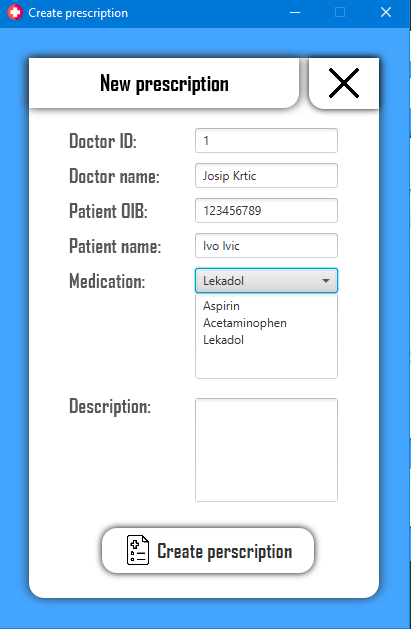 Create prescription
New prescription
Doctor ID: 1
Doctor name: Josip Krtic
Patient OIB: 123456789
Patient name: Ivo Ivic
Medication: Lekadol
Aspirin
Acetaminophen
Lekadol
Description:
Create perscription